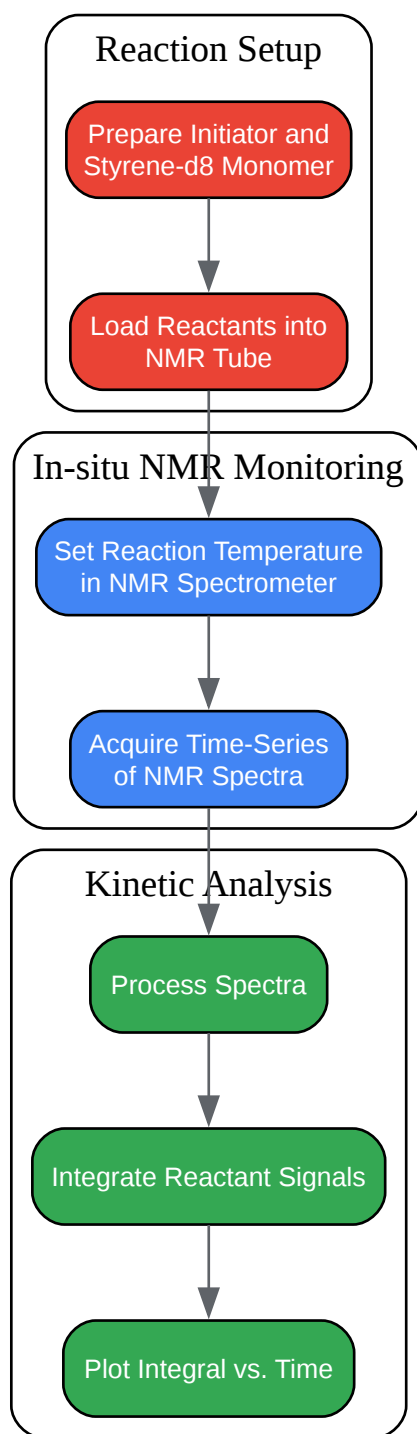 Reaction Setup
Prepare Initiator and
Styrene-d8 Monomer
Load Reactants into
NMR Tube
In-situ NMR Monitoring
Set Reaction Temperature
in NMR Spectrometer
Acquire Time-Series
of NMR Spectra
Kinetic Analysis
Process Spectra
Integrate Reactant Signals
Plot Integral vs. Time